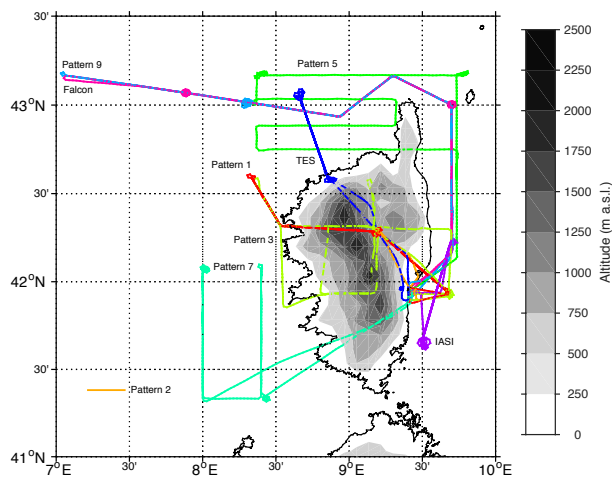 30'
Pattern 9
Falcon
Pattern 5
43°N
TES
Pattern 1
30'
Pattern 3
42°N
Pattern 7
IASI
30'
Pattern 2
41°N
7°E
30'
8°E
30'
9°E
30'
10°E
2500
2250
2000
1750
1500
1250
1000
750
500
250
0
Altitude (m a.s.l.)